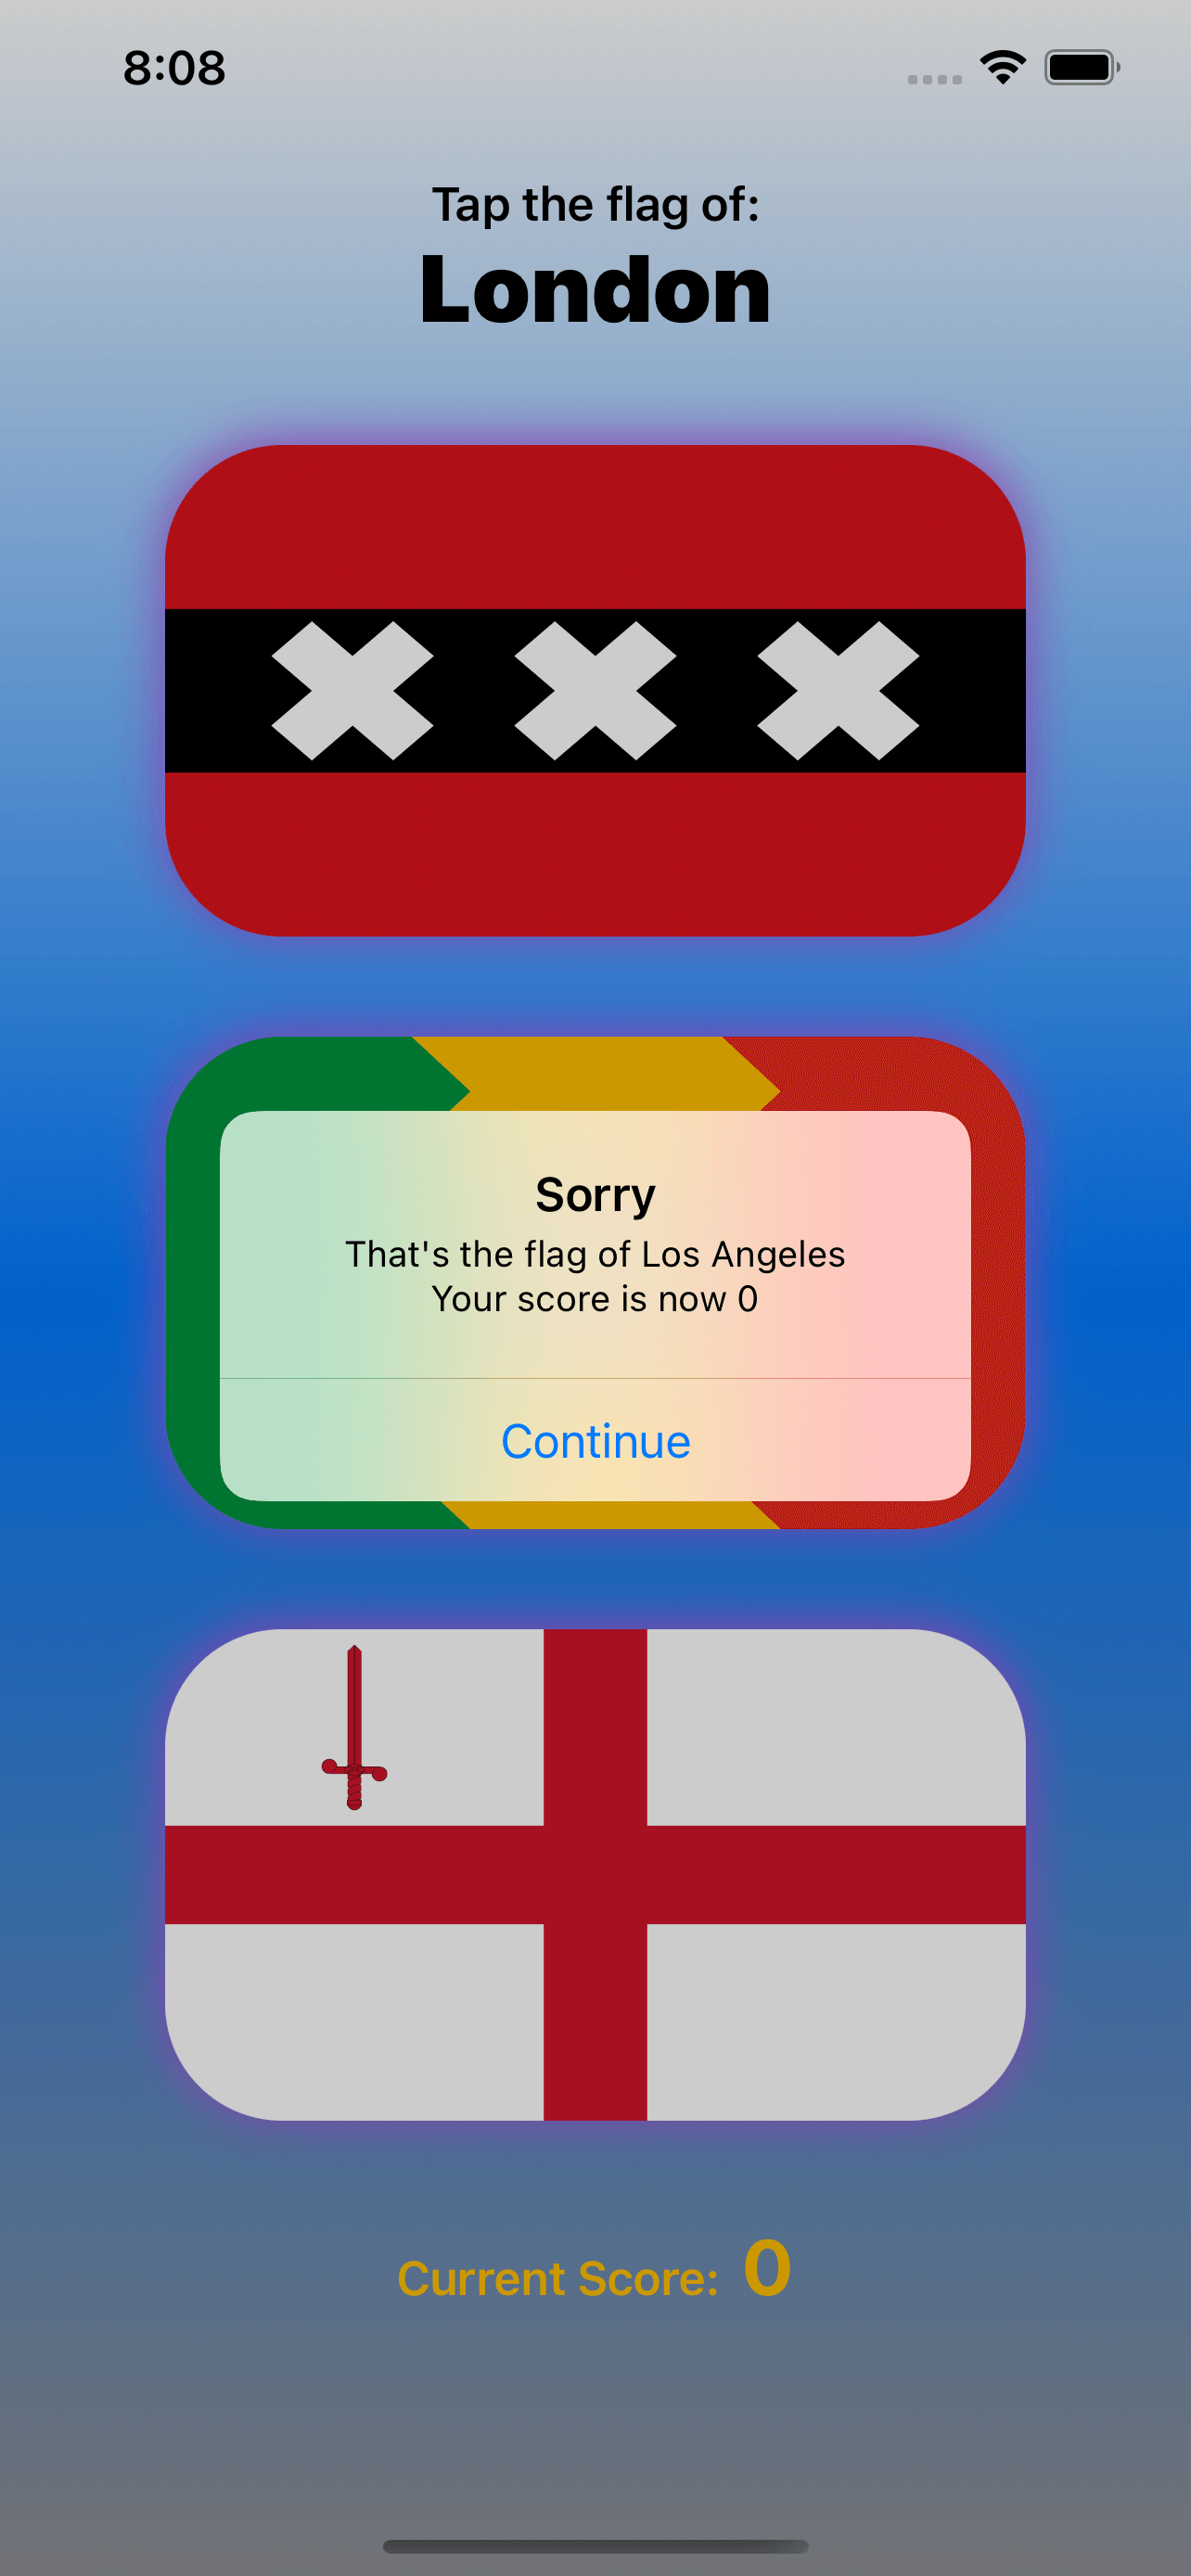 8:08
Tap the flag of:
London
Sorry
That's the flag of Los Angeles
Your score is now 0
Continue
Current Score: 0